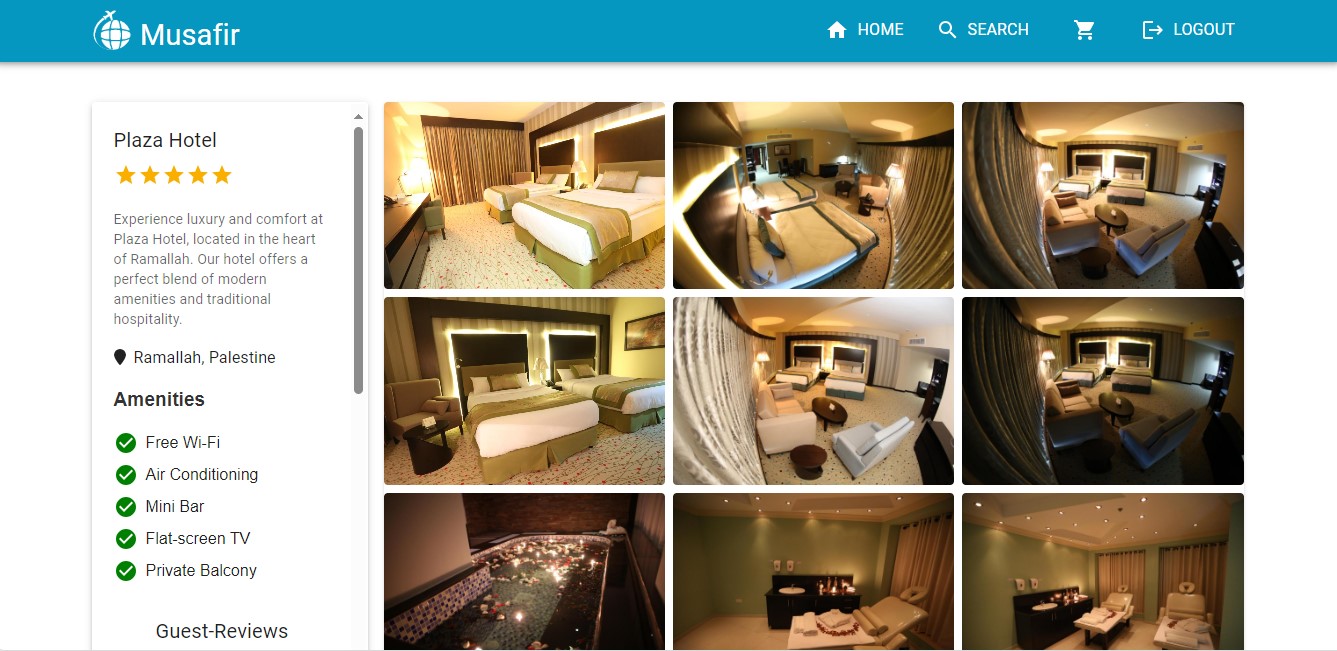 Musafir
HOME
SEARCH
LOGOUT
Plaza Hotel
Experience luxury and comfort at
Plaza Hotel, located in the heart
of Ramallah. Our hotel offers a
perfect blend of modern
amenities and traditional
hospitality.
Ramallah, Palestine
Amenities
Free Wi-Fi
Air Conditioning
Mini Bar
Flat-screen TV
Private Balcony
Guest-Reviews